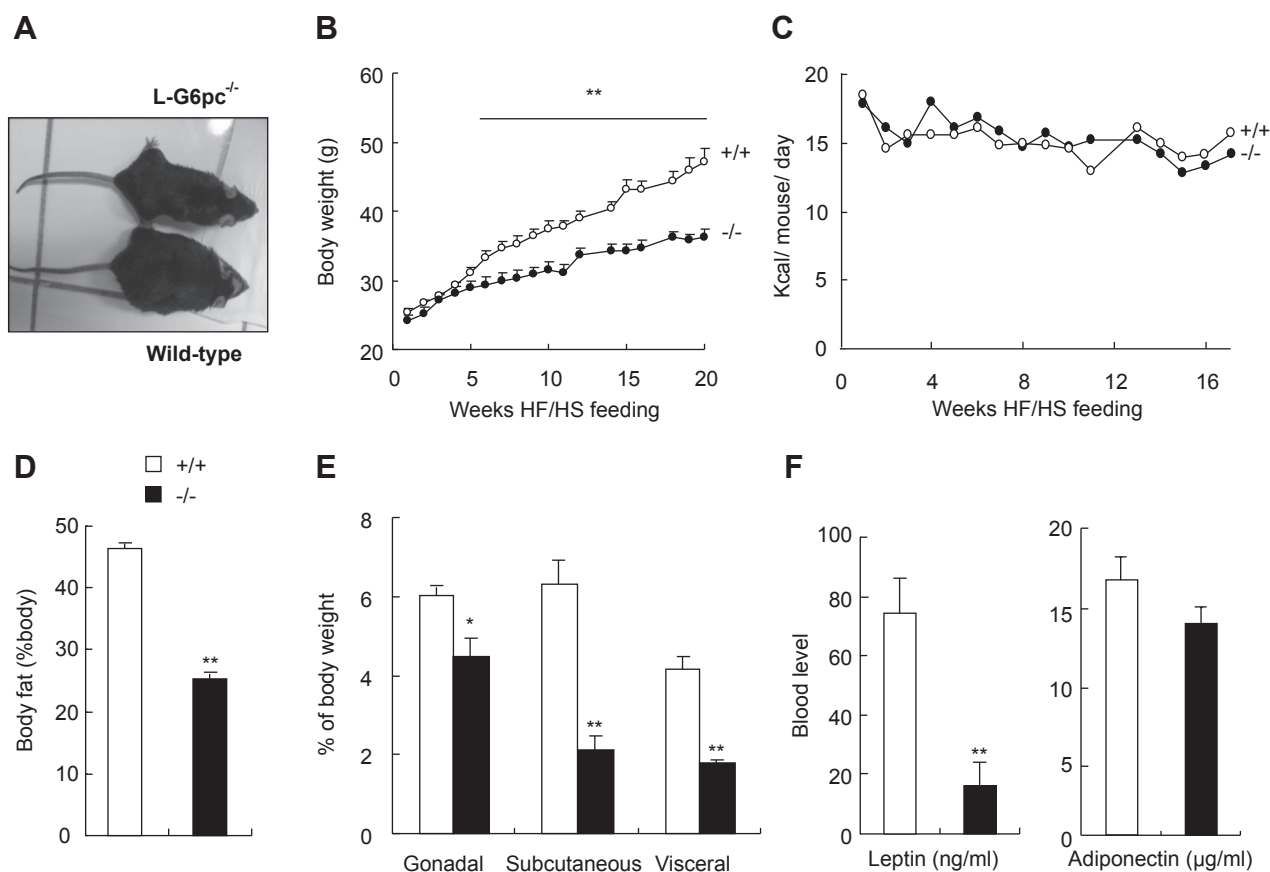 A
L-G6pc-/-
Wild-type
B
60
50
40
30
20
Body weight (g)
**
+/+
-/-
0 5 10 15 20
Weeks HF/HS feeding
C
20
15
10
5
0
Kcal/ mouse/ day
+/+
-/-
0 4 8 12 16
Weeks HF/HS feeding
D
+/+
-/-
50
40
30
20
10
0
Body fat (%body)
**
E
8
6
4
2
0
% of body weight
*
**
**
Gonadal Subcutaneous Visceral
F
100
80
60
40
20
0
Blood level
**
Leptin (ng/ml)
20
15
10
5
0
Adiponectin (µg/ml)